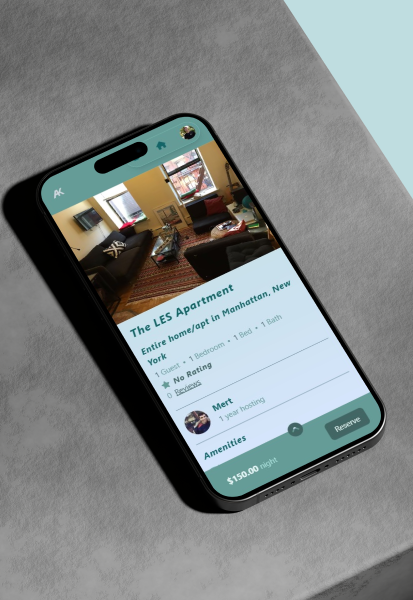 AK
The LES Apartment
Entire home/apt in Manhattan, New
York
1 Guest • 1 Bedroom • 1 Bed • 1 Bath
No Rating
0 Reviews
Mert
1 year hosting
Amenities
$150.00 night
Reserve